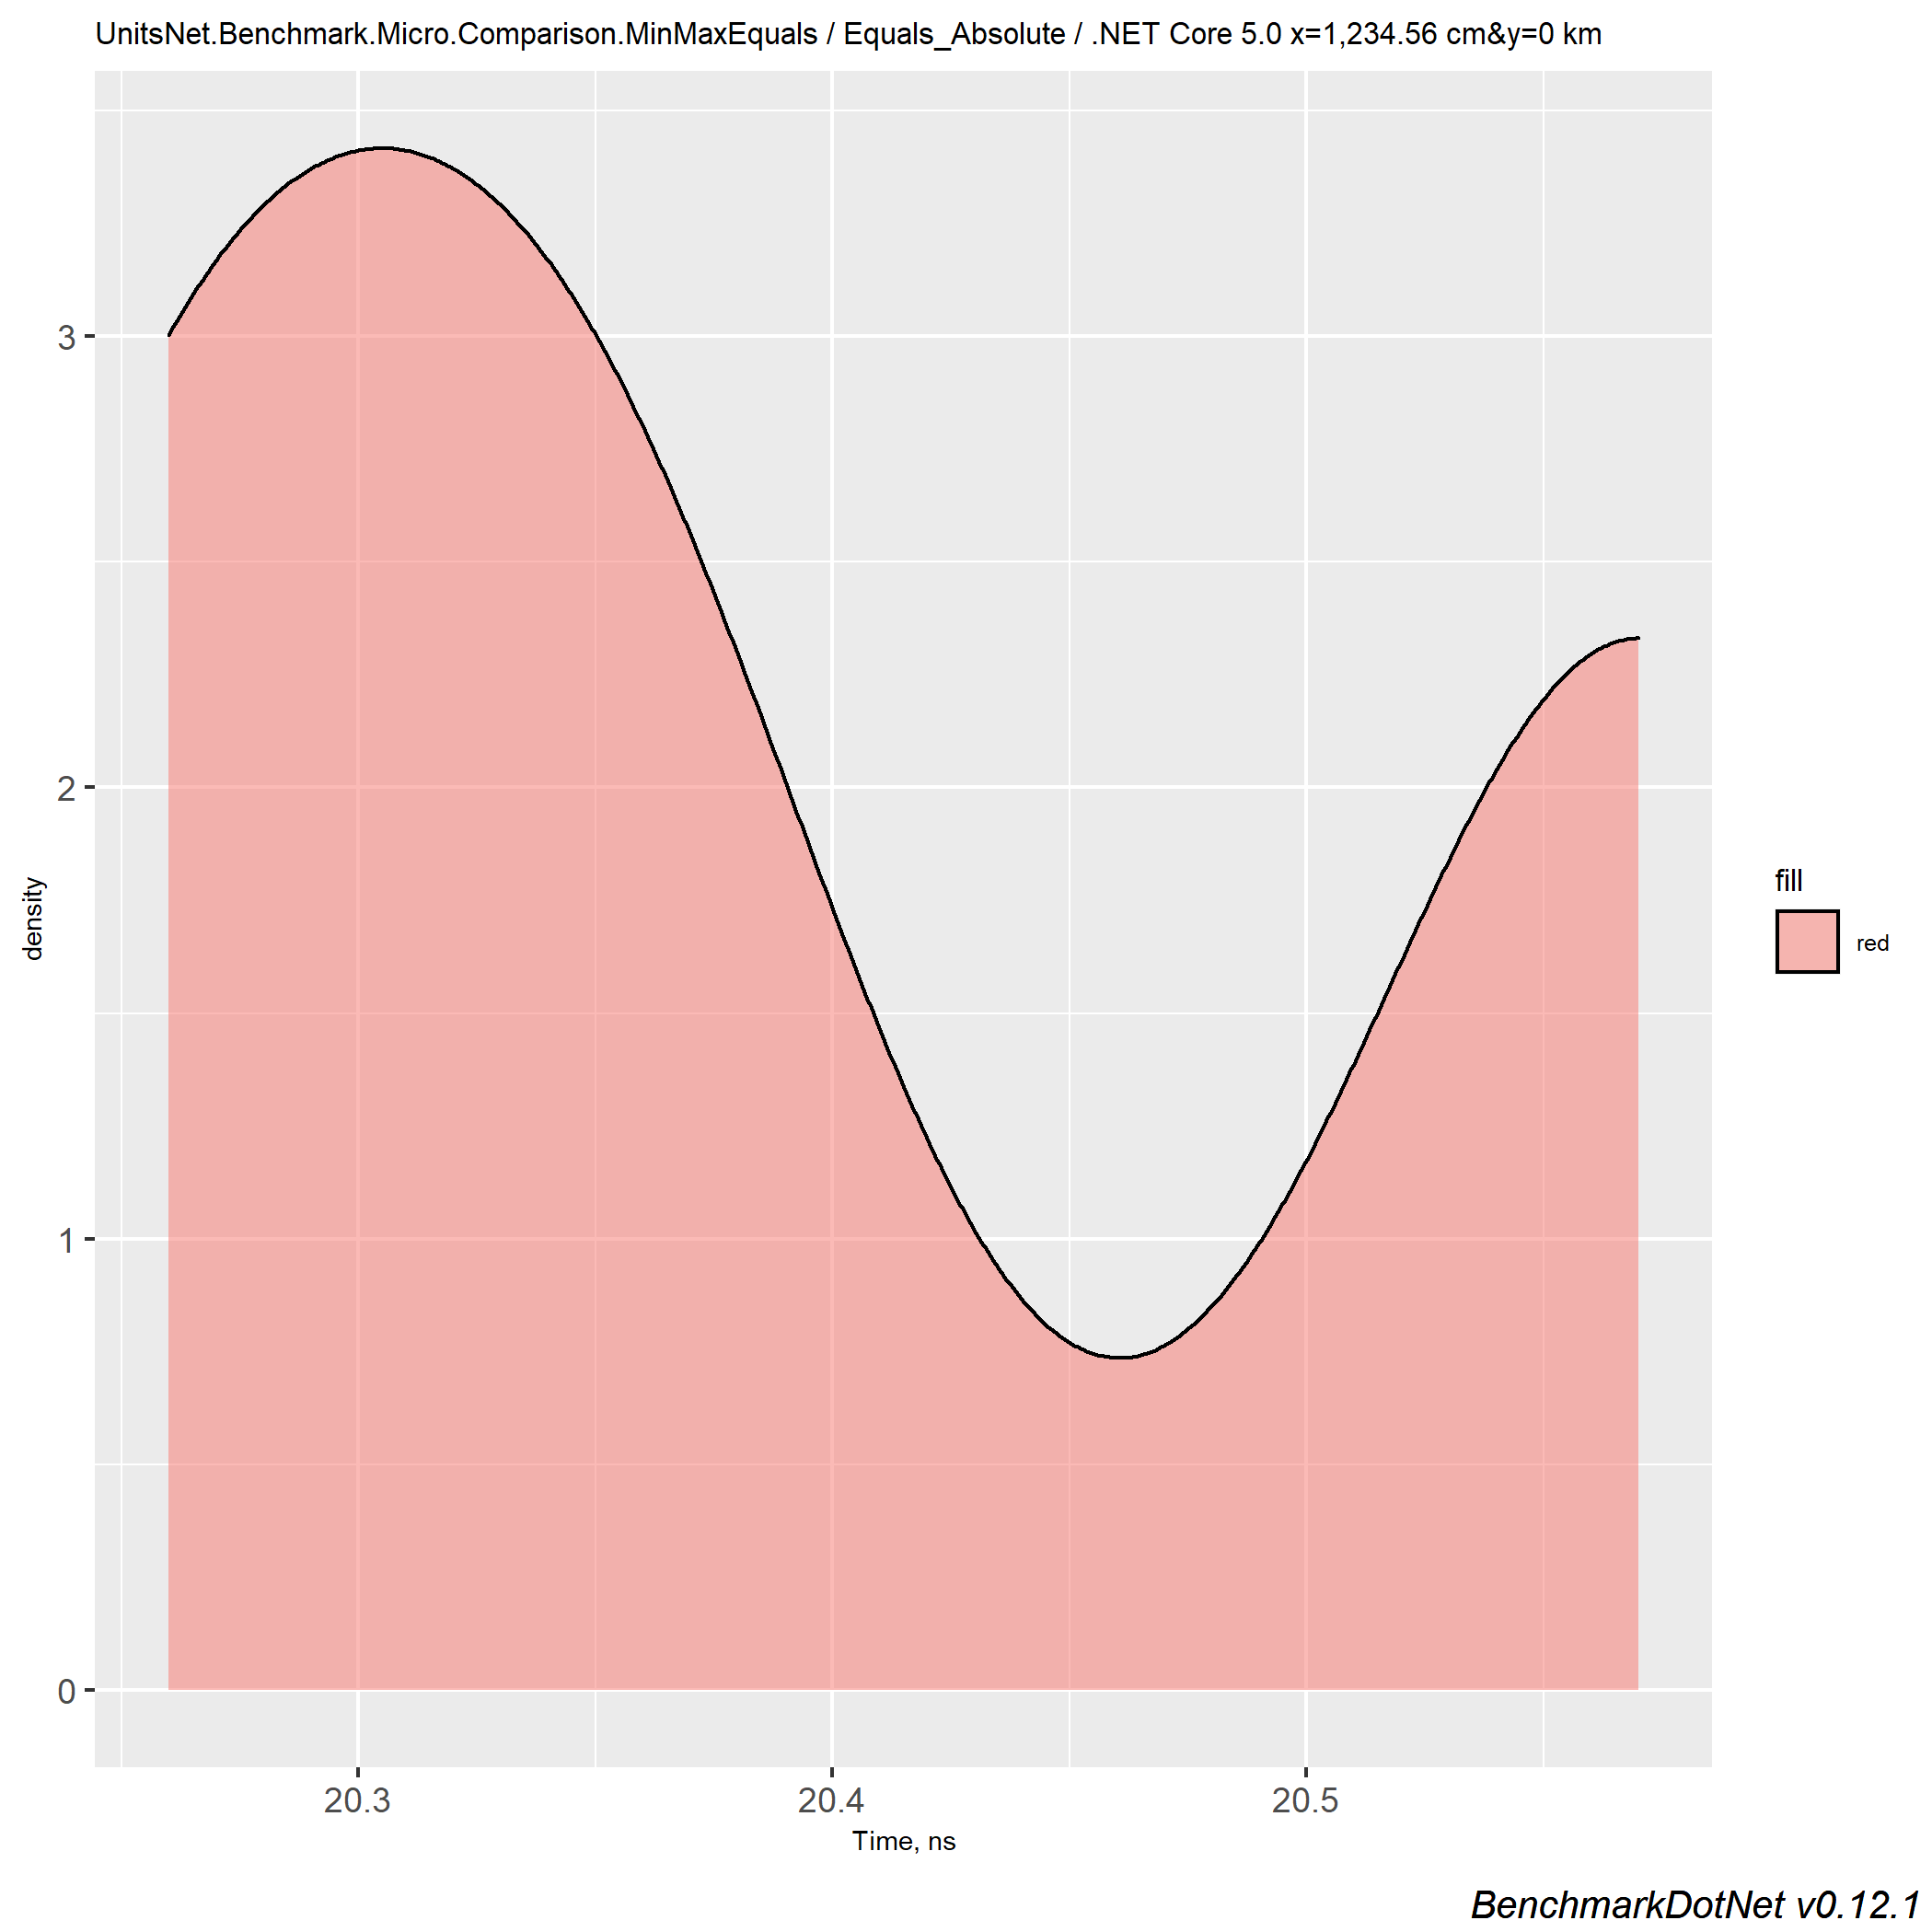 UnitsNet.Benchmark.Micro.Comparison.MinMaxEquals / Equals_Absolute / .NET Core 5.0 x=1,234.56 cm&y=0 km
3
2
1
0
density
20.3 20.4 20.5
Time, ns
fill
red
BenchmarkDotNet v0.12.1